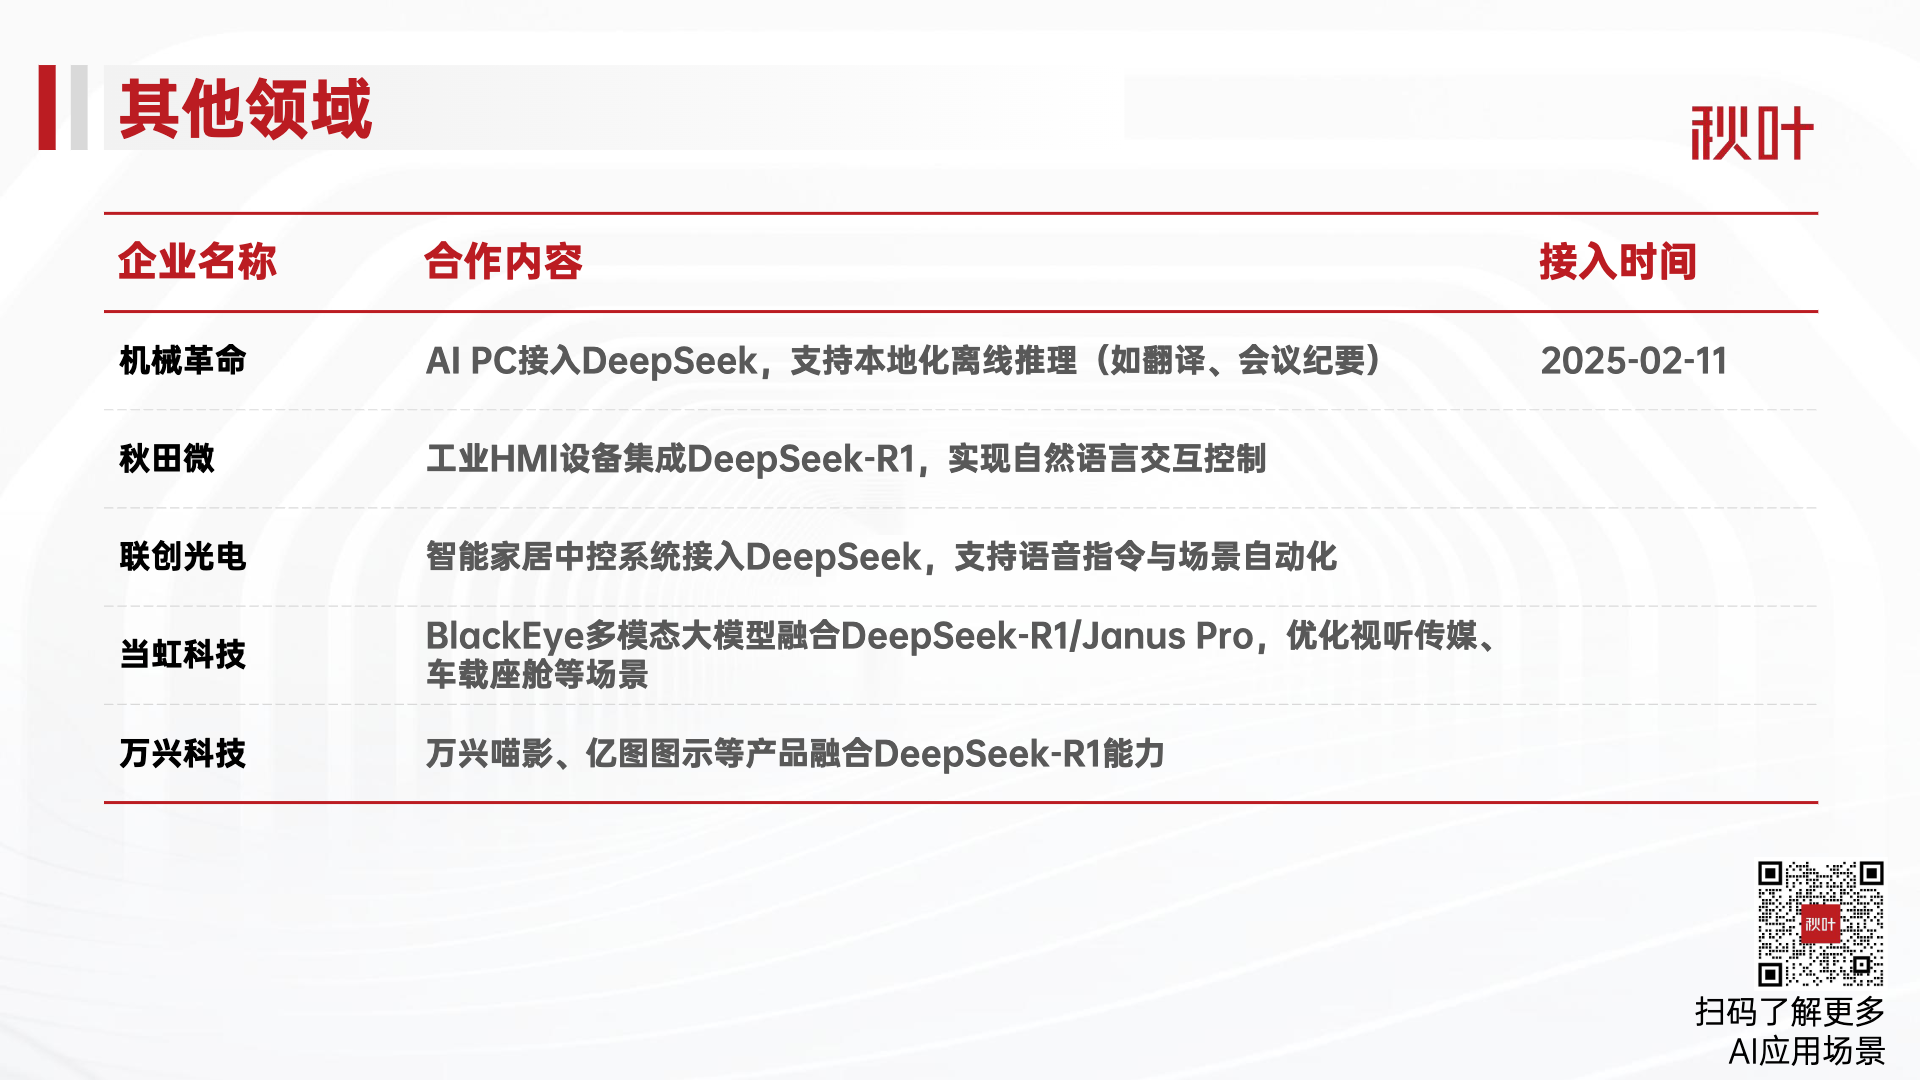 其他领域
秋叶
企业名称 合作内容 接入时间
机械革命 AI PC接入DeepSeek，支持本地化离线推理（如翻译、会议纪要） 2025-02-11
秋田微 工业HMI设备集成DeepSeek-R1，实现自然语言交互控制
联创光电 智能家居中控系统接入DeepSeek，支持语音指令与场景自动化
当虹科技 BlackEye多模态大模型融合DeepSeek-R1/Janus Pro，优化视听传媒、
车载座舱等场景
万兴科技 万兴喵影、亿图图示等产品融合DeepSeek-R1能力
秋叶
扫码了解更多
AI应用场景